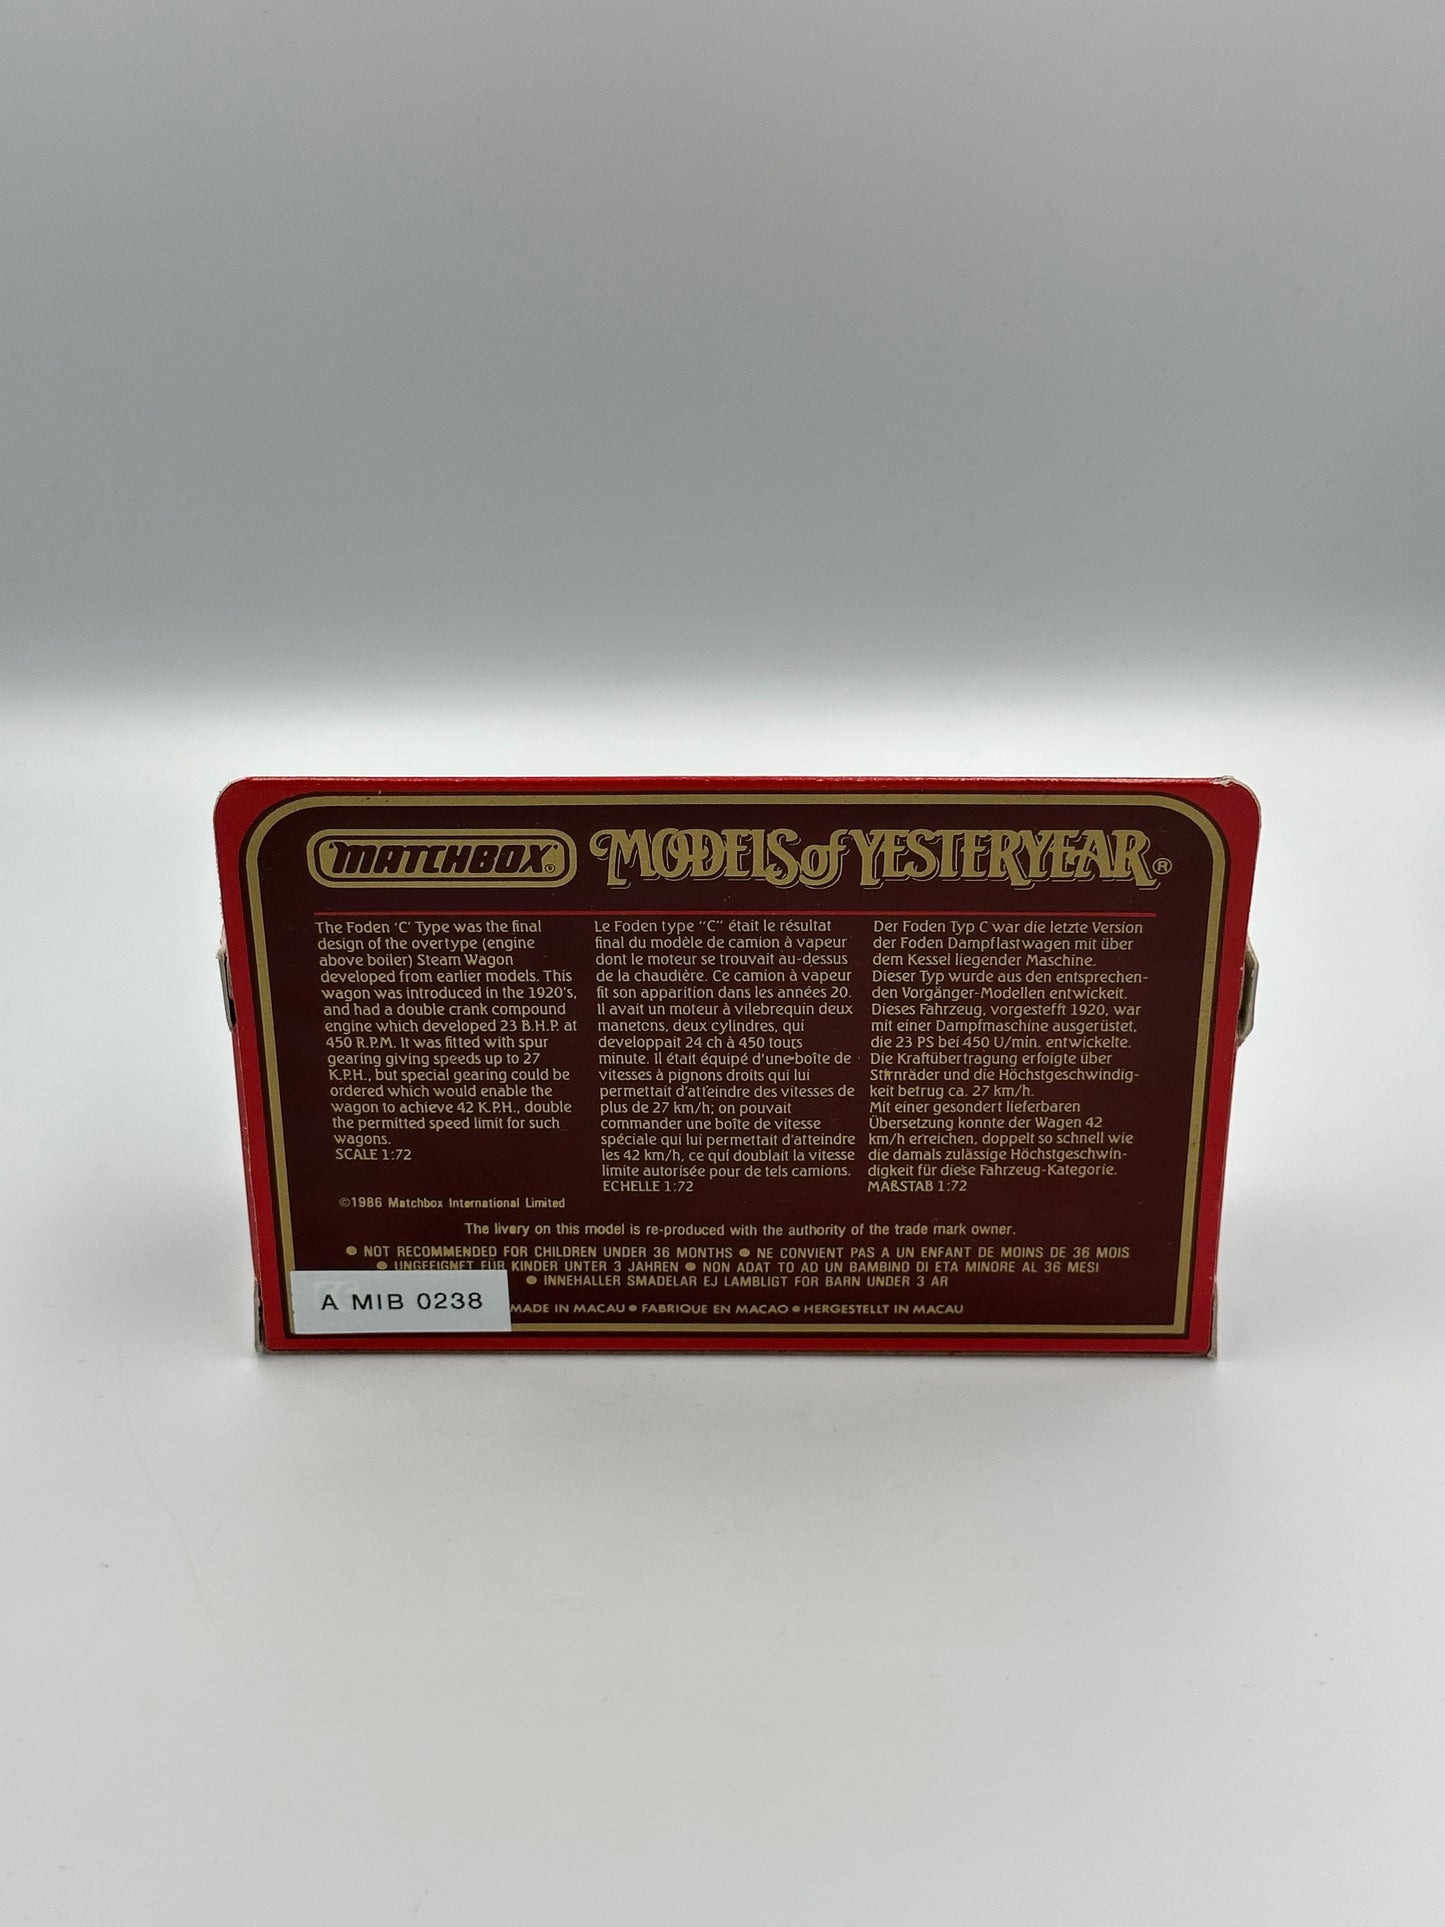 MATCHBOX
MODELS of YESTERYEAR ®
The Foden 'C' Type was the final
design of the overtype (engine
above boiler) Steam Wagon
developed from earlier models. This
wagon was introduced in the 1920's,
and had a double crank compound
engine which developed 23 B.H.P. at
450 R.P.M. It was fitted with spur
gearing giving speeds up to 27
K.P.H., but special gearing could be
ordered which would enable the
wagon to achieve 42 K.P.H., double
the permitted speed limit for such
wagons.
SCALE 1:72
©1986 Matchbox International Limited
Le Foden type "C" était le résultat
final du modèle de camion à vapeur
dont le moteur se trouvait au-dessus
de la chaudière. Ce camion à vapeur
fit son apparition dans les années 20.
Il avait un moteur à vilebrequin deux
manetons, deux cylindres, qui
developpait 24 ch à 450 tours
minute. Il était équipé d'une boîte de
vitesses à pignons droits qui lui
permettait d'atteindre des vitesses de
plus de 27 km/h; on pouvait
commander une boîte de vitesse
spéciale qui lui permettait d'atteindre
les 42 km/h, ce qui doublait la vitesse
limite autorisée pour de tels camions.
ECHELLE 1:72
Der Foden Typ C war die letzte Version
der Foden Dampflastwagen mit über
dem Kessel liegender Maschine.
Dieser Typ wurde aus den entsprechen-
den Vorgänger-Modellen entwickeit.
Dieses Fahrzeug, vorgestefft 1920, war
mit einer Dampfmaschine ausgerüstet,
die 23 PS bei 450 U/min. entwickelte.
Die Kraftübertragung erfolgte über
Stirnräder und die Höchstgeschwindig-
keit betrug ca. 27 km/h.
Mit einer gesondert lieferbaren
Übersetzung konnte der Wagen 42
km/h erreichen, doppelt so schnell wie
die damals zulässige Höchstgeschwin-
digkeit für diese Fahrzeug-Kategorie.
MAßSTAB 1:72
The livery on this model is re-produced with the authority of the trade mark owner.
● NOT RECOMMENDED FOR CHILDREN UNDER 36 MONTHS ● NE CONVIENT PAS A UN ENFANT DE MOINS DE 36 MOIS
● UNGEEIGNET FÜR KINDER UNTER 3 JAHREN ● NON ADAT TO AD UN BAMBINO DI ETA MINORE AL 36 MESI
● INNEHALLER SMADELAR EJ LAMBLIGT FOR BARN UNDER 3 AR
A MIB 0238
MADE IN MACAU ● FABRIQUE EN MACAO ● HERGESTELLT IN MACAU